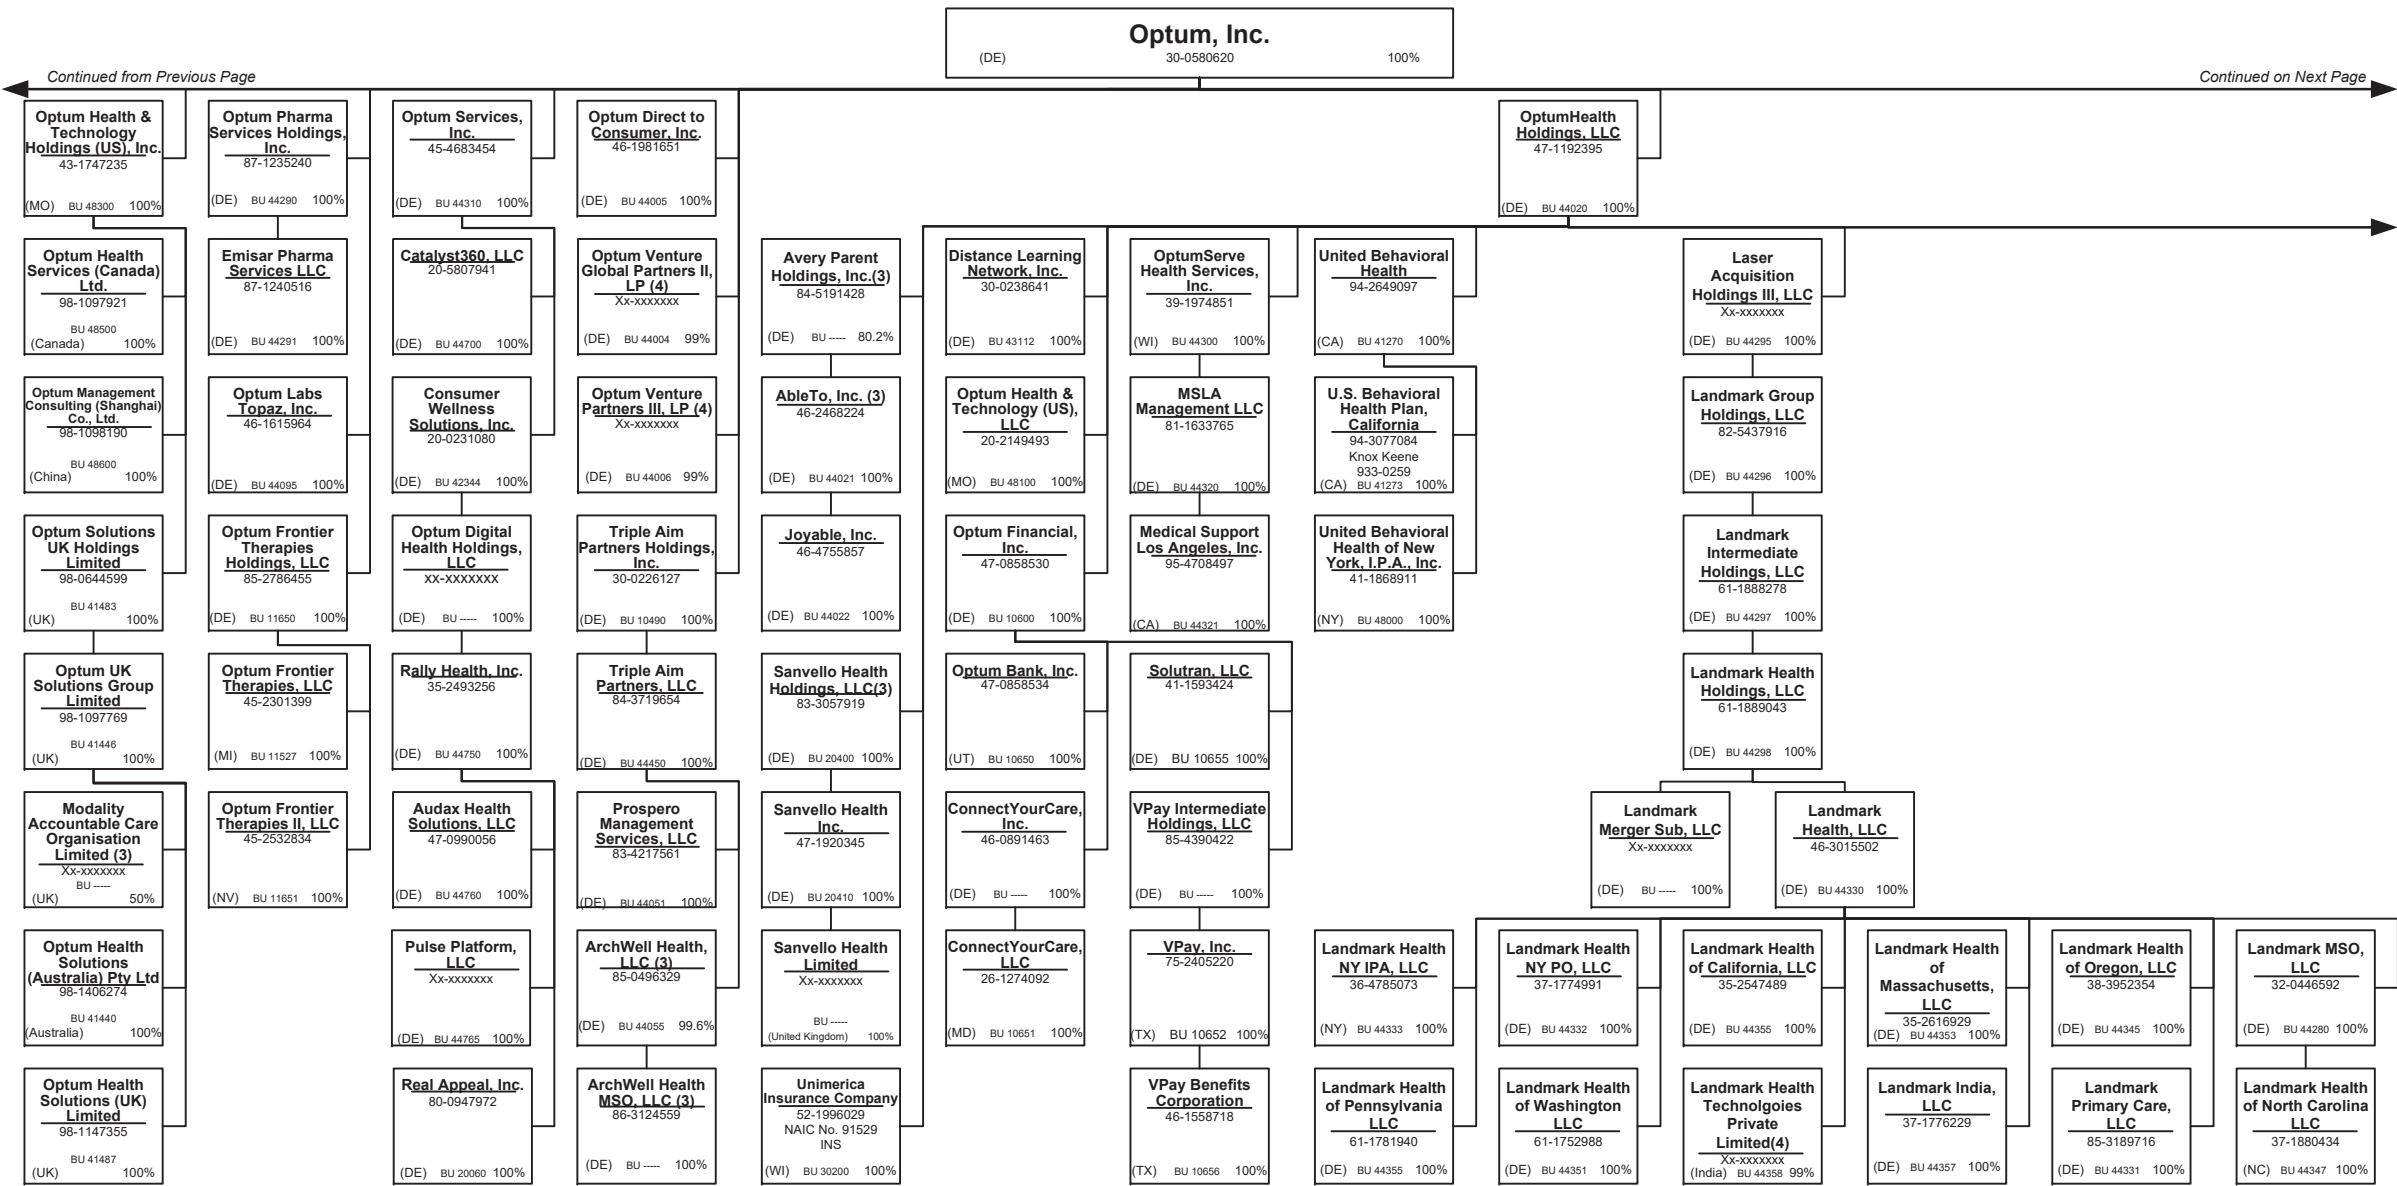 Optum, Inc.
(DE) 30-0580620 100%
Continued from Previous Page
Continued on Next Page
Optum Health &
Technology
Holdings (US), Inc.
43-1747235
(MO) BU 48300 100%
Optum Pharma
Services Holdings,
Inc.
87-1235240
(DE) BU 44290 100%
Optum Services,
Inc.
45-4683454
(DE) BU 44310 100%
Optum Direct to
Consumer, Inc.
46-1981651
(DE) BU 44005 100%
OptumHealth
Holdings, LLC
47-1192395
(DE) BU 44020 100%
Optum Health
Services (Canada)
Ltd.
98-1097921
BU 48500
(Canada) 100%
Emisar Pharma
Services LLC
87-1240516
(DE) BU 44291 100%
Catalyst360, LLC
20-5807941
(DE) BU 44700 100%
Optum Venture
Global Partners II,
LP (4)
Xx-xxxxxxx
(DE) BU 44004 99%
Avery Parent
Holdings, Inc.(3)
84-5191428
(DE) BU ----- 80.2%
Distance Learning
Network, Inc.
30-0238641
(DE) BU 43112 100%
OptumServe
Health Services,
Inc.
39-1974851
(WI) BU 44300 100%
United Behavioral
Health
94-2649097
(CA) BU 41270 100%
Laser
Acquisition
Holdings III, LLC
Xx-xxxxxxx
(DE) BU 44295 100%
Optum Management
Consulting (Shanghai)
Co., Ltd.
98-1098190
BU 48600
(China) 100%
Optum Labs
Topaz, Inc.
46-1615964
(DE) BU 44095 100%
Consumer
Wellness
Solutions, Inc.
20-0231080
(DE) BU 42344 100%
Optum Venture
Partners III, LP (4)
Xx-xxxxxxx
(DE) BU 44006 99%
AbleTo, Inc. (3)
46-2468224
(DE) BU 44021 100%
Optum Health &
Technology (US),
LLC
20-2149493
(MO) BU 48100 100%
MSLA
Management LLC
81-1633765
(DE) BU 44320 100%
U.S. Behavioral
Health Plan,
California
94-3077084
Knox Keene
933-0259
(CA) BU 41273 100%
Landmark Group
Holdings, LLC
82-5437916
(DE) BU 44296 100%
Optum Solutions
UK Holdings
Limited
98-0644599
BU 41483
(UK) 100%
Optum Frontier
Therapies
Holdings, LLC
85-2786455
(DE) BU 11650 100%
Optum Digital
Health Holdings,
LLC
xx-xxxxxxx
(DE) BU ----- 100%
Triple Aim
Partners Holdings,
Inc.
30-0226127
(DE) BU 10490 100%
Joyable, Inc.
46-4755857
(DE) BU 44022 100%
Optum Financial,
Inc.
47-0858530
(DE) BU 10600 100%
Medical Support
Los Angeles, Inc.
95-4708497
(CA) BU 44321 100%
United Behavioral
Health of New
York, I.P.A., Inc.
41-1868911
(NY) BU 48000 100%
Landmark
Intermediate
Holdings, LLC
61-1888278
(DE) BU 44297 100%
Optum UK
Solutions Group
Limited
98-1097769
BU 41446
(UK) 100%
Optum Frontier
Therapies, LLC
45-2301399
(MI) BU 11527 100%
Rally Health, Inc.
35-2493256
(DE) BU 44750 100%
Triple Aim
Partners, LLC
84-3719654
(DE) BU 44450 100%
Sanvello Health
Holdings, LLC(3)
83-3057919
(DE) BU 20400 100%
Optum Bank, Inc.
47-0858534
(UT) BU 10650 100%
Solutran, LLC
41-1593424
(DE) BU 10655 100%
Landmark Health
Holdings, LLC
61-1889043
(DE) BU 44298 100%
Modality
Accountable Care
Organisation
Limited (3)
Xx-xxxxxxx
BU -----
(UK) 50%
Optum Frontier
Therapies II, LLC
45-2532834
(NV) BU 11651 100%
Audax Health
Solutions, LLC
47-0990056
(DE) BU 44760 100%
Prospero
Management
Services, LLC
83-4217561
(DE) BU 44051 100%
Sanvello Health
Inc.
47-1920345
(DE) BU 20410 100%
ConnectYourCare,
Inc.
46-0891463
(DE) BU ----- 100%
VPay Intermediate
Holdings, LLC
85-4390422
(DE) BU ----- 100%
Landmark
Merger Sub, LLC
Xx-xxxxxxx
(DE) BU ----- 100%
Landmark
Health, LLC
46-3015502
(DE) BU 44330 100%
Optum Health
Solutions
(Australia) Pty Ltd
98-1406274
BU 41440
(Australia) 100%
Pulse Platform,
LLC
Xx-xxxxxxx
(DE) BU 44765 100%
ArchWell Health,
LLC (3)
85-0496329
(DE) BU 44055 99.6%
Sanvello Health
Limited
Xx-xxxxxxx
BU -----
(United Kingdom) 100%
ConnectYourCare,
LLC
26-1274092
(MD) BU 10651 100%
VPay, Inc.
75-2405220
(TX) BU 10652 100%
Landmark Health
NY IPA, LLC
36-4785073
(NY) BU 44333 100%
Landmark Health
NY PO, LLC
37-1774991
(DE) BU 44332 100%
Landmark Health
of California, LLC
35-2547489
(DE) BU 44355 100%
Landmark Health
of
Massachusetts,
LLC
35-2616929
(DE) BU 44353 100%
Landmark Health
of Oregon, LLC
38-3952354
(DE) BU 44345 100%
Landmark MSO,
LLC
32-0446592
(DE) BU 44280 100%
Optum Health
Solutions (UK)
Limited
98-1147355
BU 41487
(UK) 100%
Real Appeal, Inc.
80-0947972
(DE) BU 20060 100%
ArchWell Health
MSO, LLC (3)
86-3124559
(DE) BU ----- 100%
Unimerica
Insurance Company
52-1996029
NAIC No. 91529
INS
(WI) BU 30200 100%
VPay Benefits
Corporation
46-1558718
(TX) BU 10656 100%
Landmark Health
of Pennsylvania
LLC
61-1781940
(DE) BU 44355 100%
Landmark Health
of Washington
LLC
61-1752988
(DE) BU 44351 100%
Landmark Health
Technolgoies
Private
Limited(4)
Xx-xxxxxxx
(India) BU 44358 99%
Landmark India,
LLC
37-1776229
(DE) BU 44357 100%
Landmark
Primary Care,
LLC
85-3189716
(DE) BU 44331 100%
Landmark Health
of North Carolina
LLC
37-1880434
(NC) BU 44347 100%